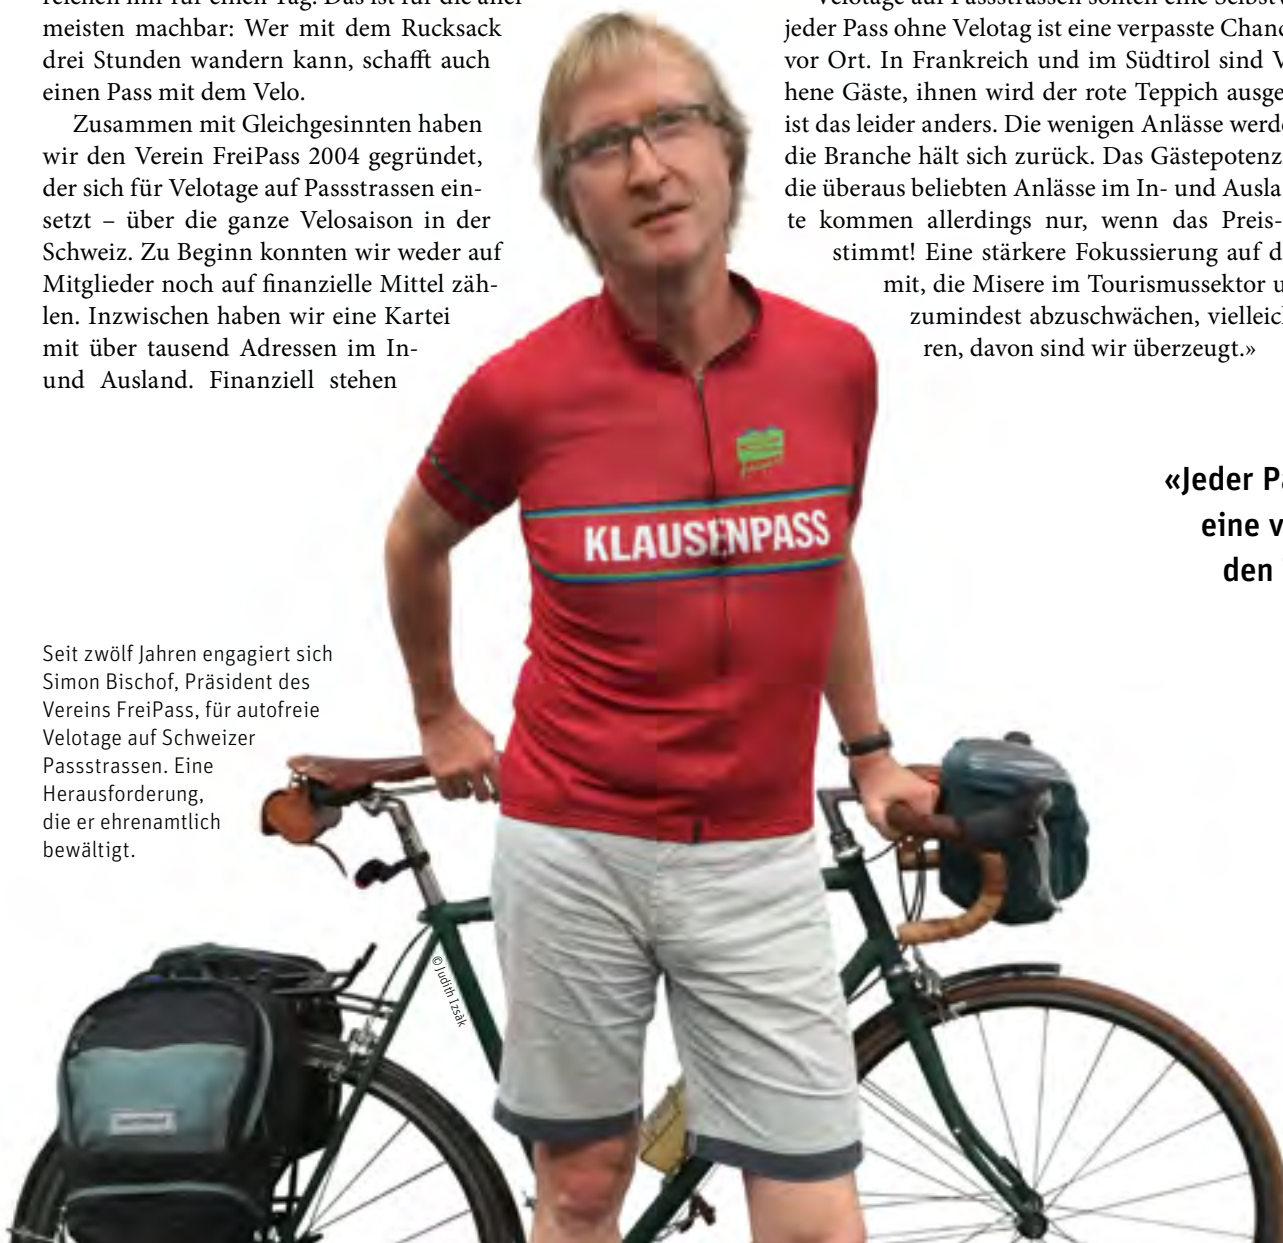 meisten machbar: Wer mit dem Rucksack
drei Stunden wandern kann, schafft auch
einen Pass mit dem Velo.
Zusammen mit Gleichgesinnten haben
wir den Verein FreiPass 2004 gegründet,
der sich für Velotage auf Passstrassen ein-
setzt – über die ganze Velosaison in der
Schweiz. Zu Beginn konnten wir weder auf
Mitglieder noch auf finanzielle Mittel zäh-
len. Inzwischen haben wir eine Kartei
mit über tausend Adressen im In-
und Ausland. Finanziell stehen
jeder Pass ohne Velotag ist eine verpasste Chanc
vor Ort. In Frankreich und im Südtirol sind V
hene Gäste, ihnen wird der rote Teppich ausge
ist das leider anders. Die wenigen Anlässe werde
die Branche hält sich zurück. Das Gästepotenz
die überaus beliebten Anlässe im In- und Ausla
te kommen allerdings nur, wenn das Preis-
stimmt! Eine stärkere Fokussierung auf d
mit, die Misere im Tourismussektor u
zumindest abzuschwächen, vielleich
ren, davon sind wir überzeugt.»
«Jeder Pa
eine v
den
KLAUSENPASS
Seit zwölf Jahren engagiert sich
Simon Bischof, Präsident des
Vereins FreiPass, für autofreie
Velotage auf Schweizer
Passstrassen. Eine
Herausforderung,
die er ehrenamtlich
bewältigt.
© Judith Izsàk